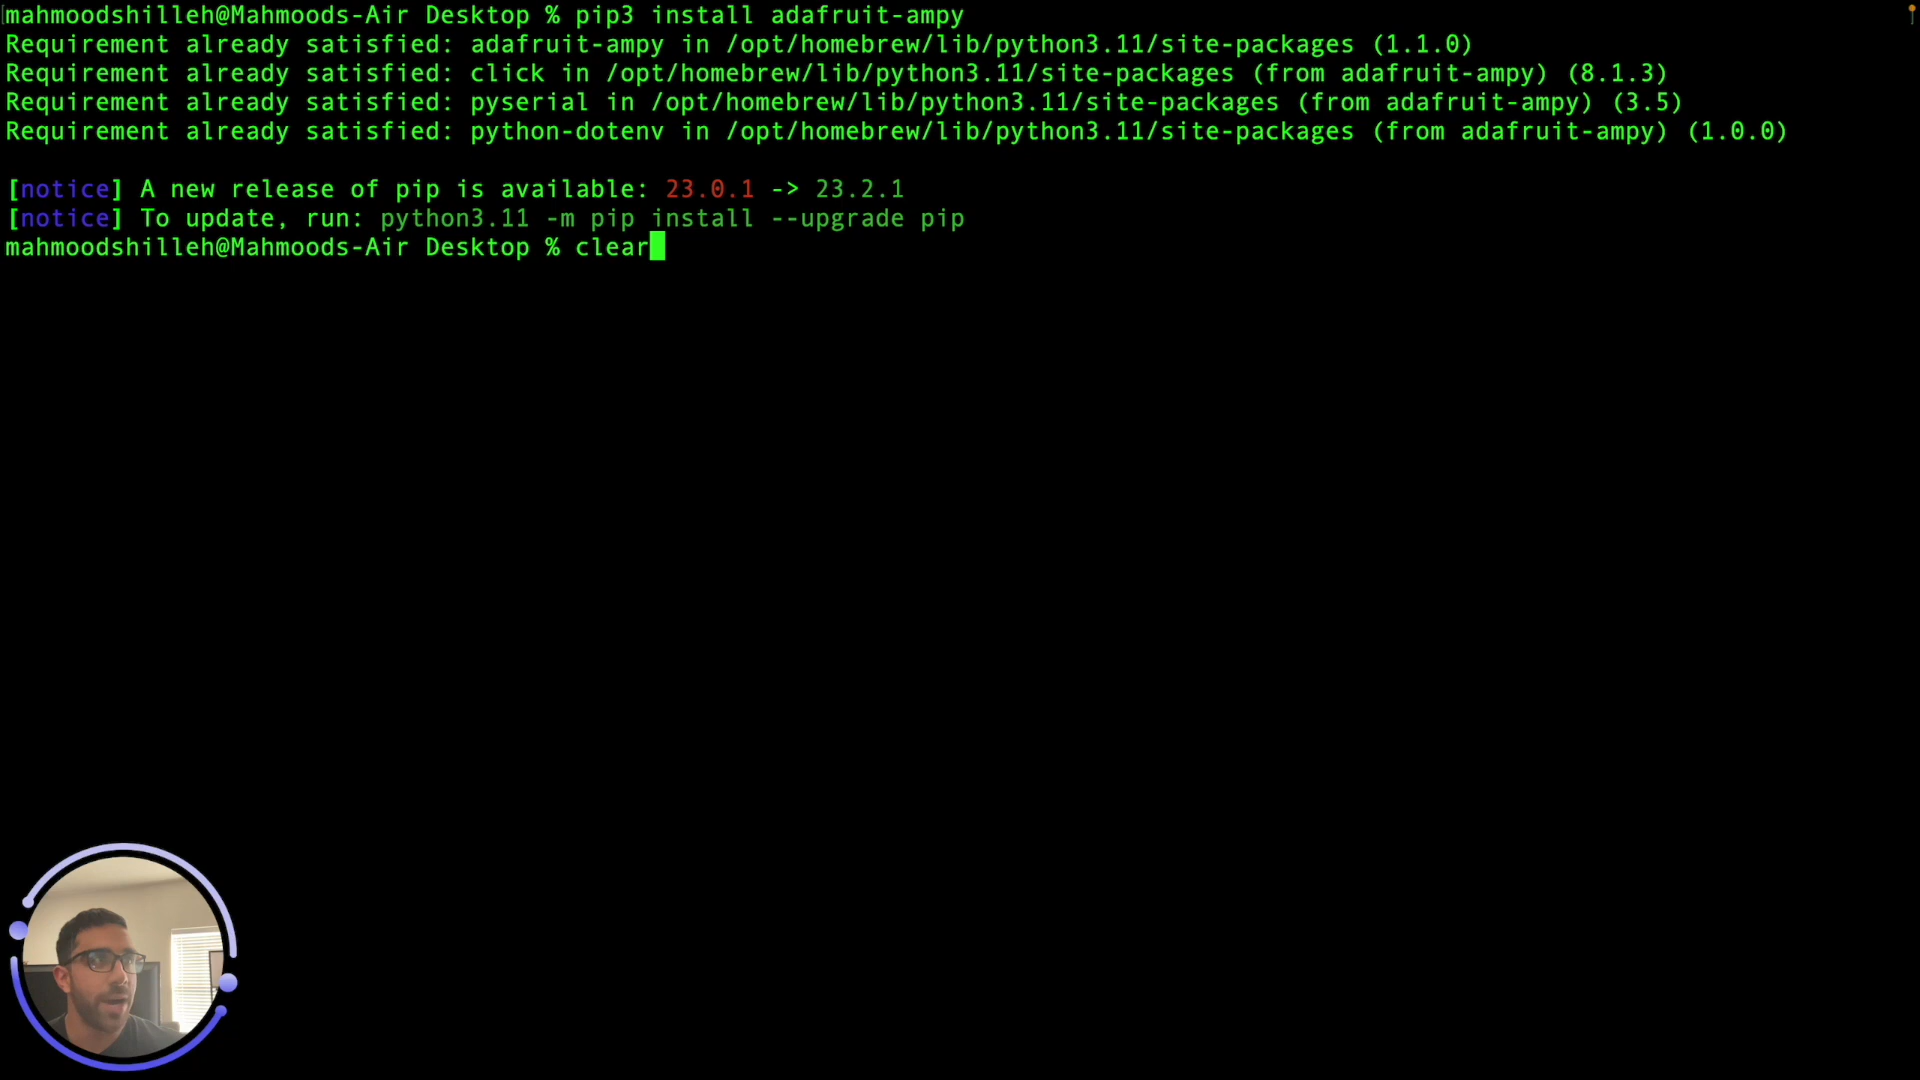 mahmoodshilleh@Mahmoods-Air Desktop % pip3 install adafruit-ampy
Requirement already satisfied: adafruit-ampy in /opt/homebrew/lib/python3.11/site-packages (1.1.0)
Requirement already satisfied: click in /opt/homebrew/lib/python3.11/site-packages (from adafruit-ampy) (8.1.3)
Requirement already satisfied: pyserial in /opt/homebrew/lib/python3.11/site-packages (from adafruit-ampy) (3.5)
Requirement already satisfied: python-dotenv in /opt/homebrew/lib/python3.11/site-packages (from adafruit-ampy) (1.0.0)
[notice] A new release of pip is available: 23.0.1 -> 23.2.1
[notice] To update, run: python3.11 -m pip install --upgrade pip
mahmoodshilleh@Mahmoods-Air Desktop % clear